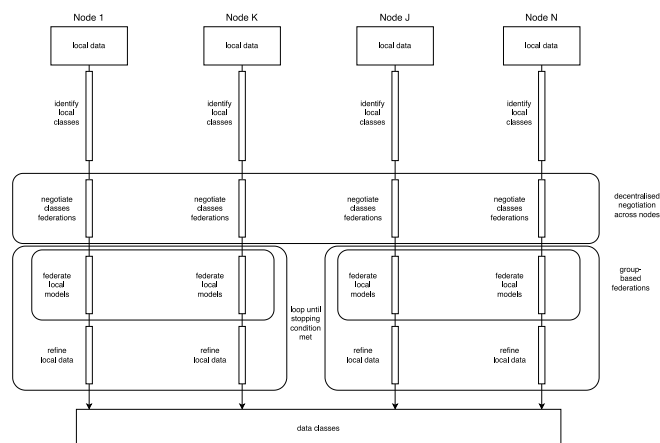 Node 1
Node K
Node J
Node N
local data
local data
local data
local data
identify
local
classes
identify
local
classes
identify
local
classes
identify
local
classes
negotiate
classes
federations
negotiate
classes
federations
negotiate
classes
federations
negotiate
classes
federations
decentralised
negotiation
across nodes
federate
local
models
federate
local
models
federate
local
models
federate
local
models
group-
based
federations
loop until
stopping
condition
met
refine
local data
refine
local data
refine
local data
refine
local data
data classes